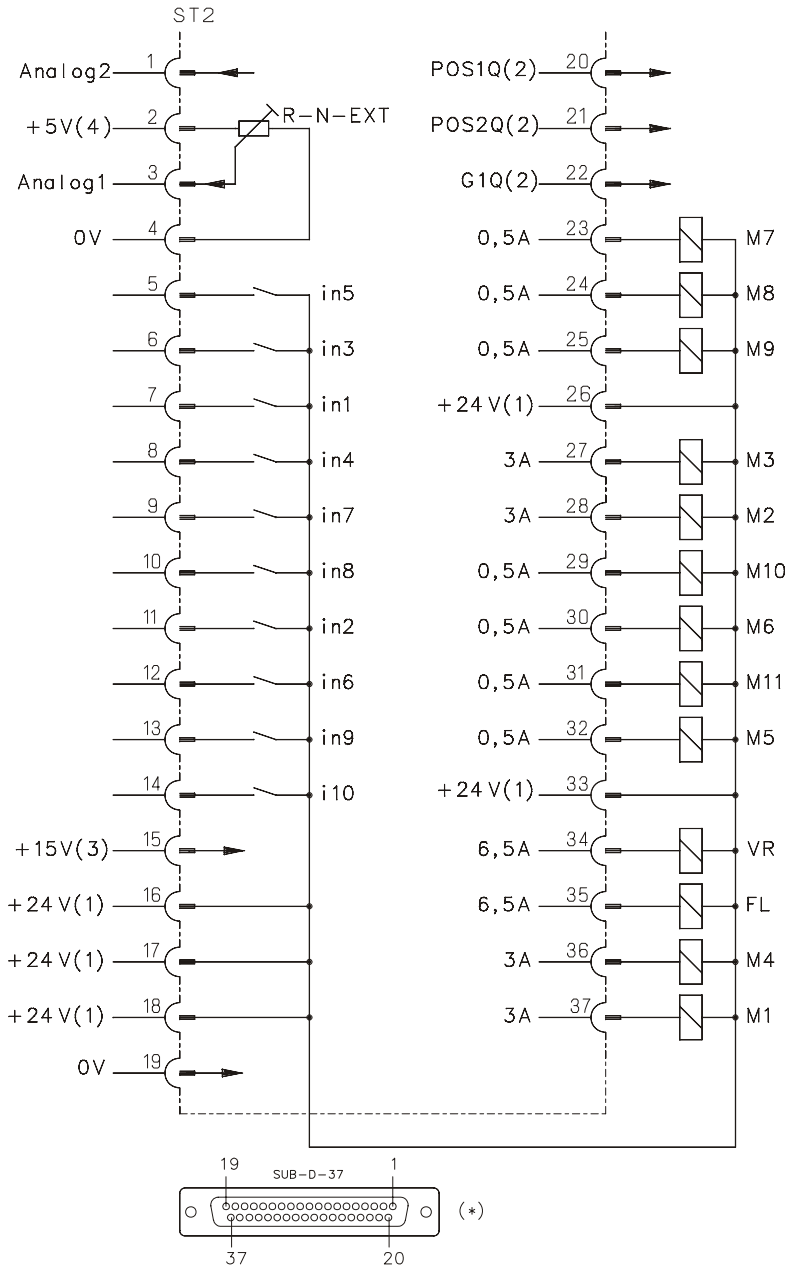 ST2
Analog2 1
+5V(4) 2 R-N-EXT
Analog1 3
0V 4
5 in5
6 in3
7 in1
8 in4
9 in7
10 in8
11 in2
12 in6
13 in9
14 i10
+15V(3) 15
+24V(1) 16
+24V(1) 17
+24V(1) 18
0V 19
POS1Q(2) 20
POS2Q(2) 21
G1Q(2) 22
0,5A 23 M7
0,5A 24 M8
0,5A 25 M9
+24V(1) 26
3A 27 M3
3A 28 M2
0,5A 29 M10
0,5A 30 M6
0,5A 31 M11
0,5A 32 M5
+24V(1) 33
6,5A 34 VR
6,5A 35 FL
3A 36 M4
3A 37 M1
19 SUB-D-37 1
(*)
37 20